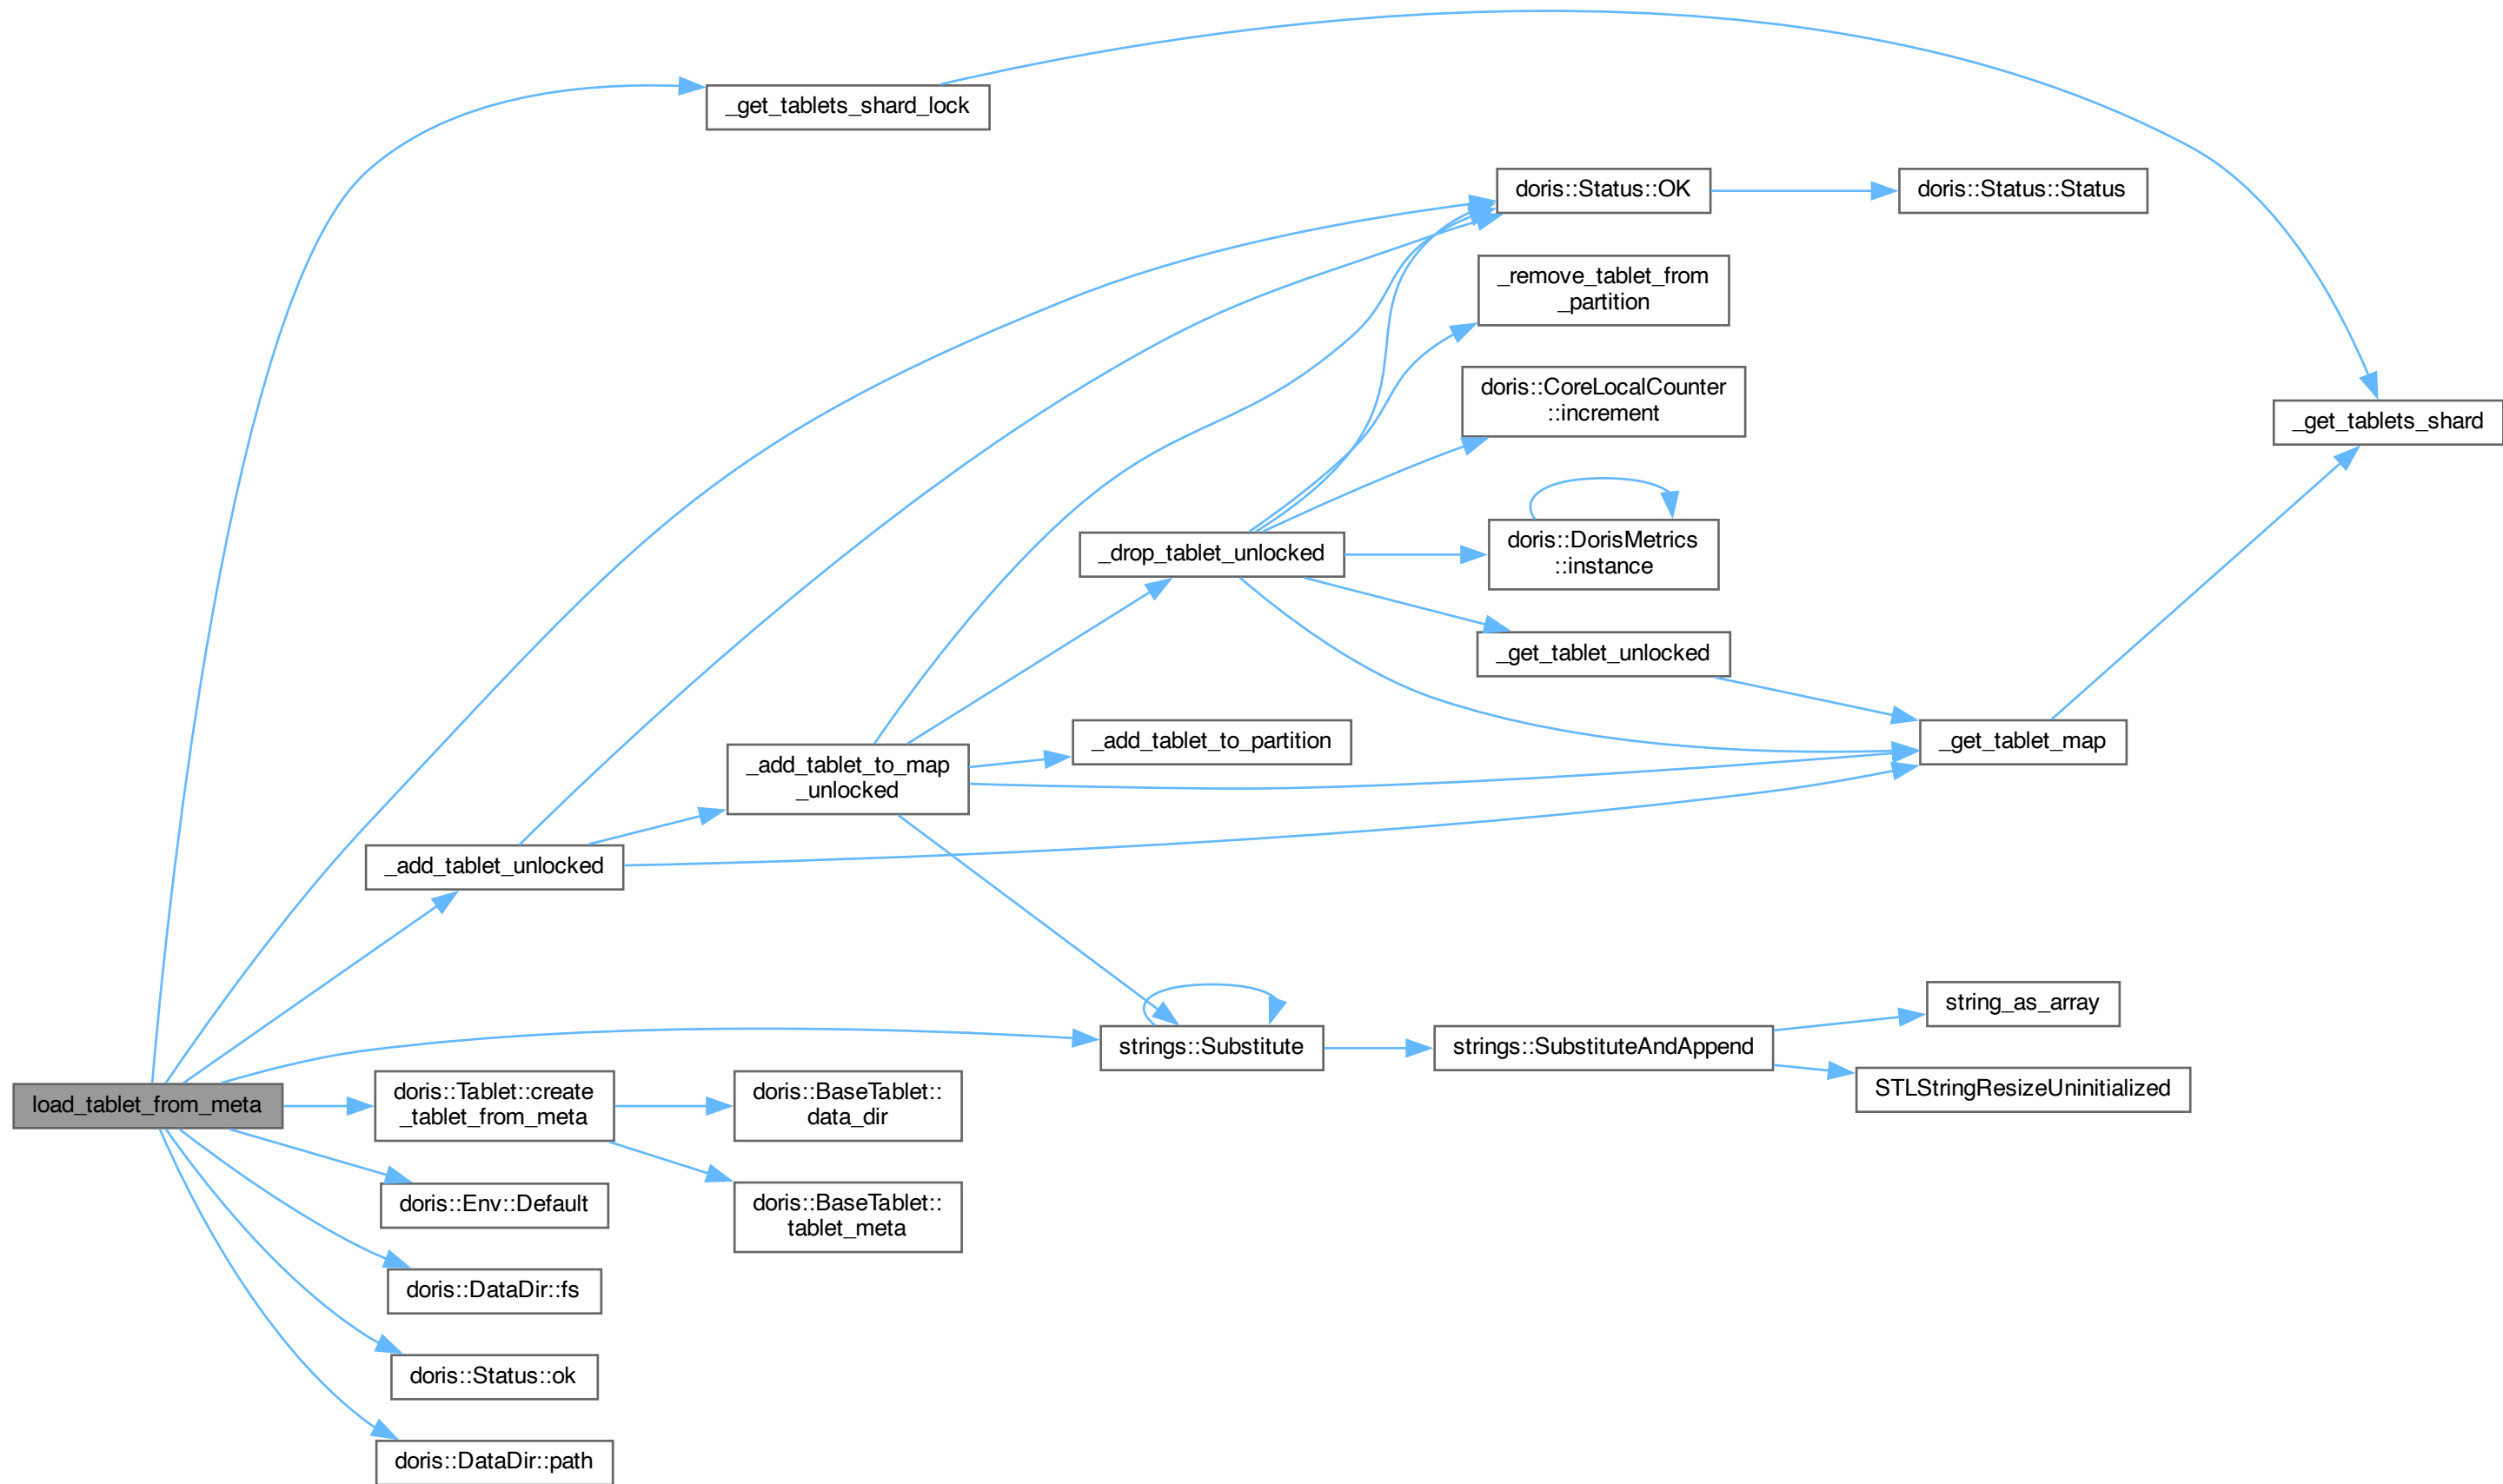 _get_tablets_shard_lock
doris::Status::OK
doris::Status::Status
_remove_tablet_from
_partition
doris::CoreLocalCounter
::increment
_get_tablets_shard
_drop_tablet_unlocked
doris::DorisMetrics
::instance
_get_tablet_unlocked
_add_tablet_to_partition
_get_tablet_map
_add_tablet_to_map
_unlocked
_add_tablet_unlocked
string_as_array
strings::Substitute
strings::SubstituteAndAppend
STLStringResizeUninitialized
load_tablet_from_meta
doris::Tablet::create
_tablet_from_meta
doris::BaseTablet::
data_dir
doris::Env::Default
doris::BaseTablet::
tablet_meta
doris::DataDir::fs
doris::Status::ok
doris::DataDir::path